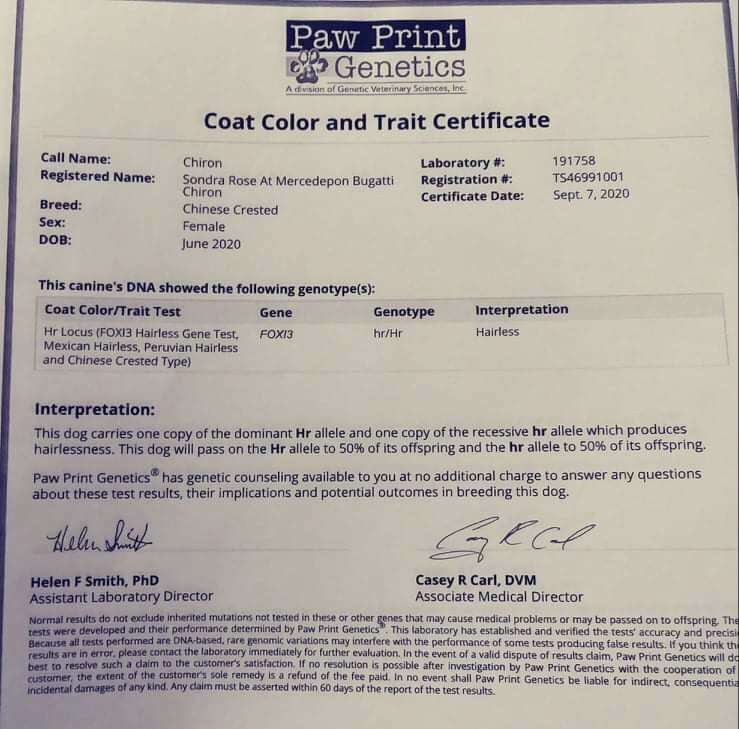 Paw Print
Genetics
A division of Genetic Veterinary Sciences, Inc.
Coat Color and Trait Certificate
Call Name: Chiron
Registered Name: Sondra Rose At Mercedepon Bugatti
Chiron
Breed: Chinese Crested
Sex: Female
DOB: June 2020
Laboratory #: 191758
Registration #: TS46991001
Certificate Date: Sept. 7, 2020
This canine's DNA showed the following genotype(s):
Coat Color/Trait Test Gene Genotype Interpretation
Hr Locus (FOXI3 Hairless Gene Test, FOXI3 hr/Hr Hairless
Mexican Hairless, Peruvian Hairless
and Chinese Crested Type)
Interpretation:
This dog carries one copy of the dominant Hr allele and one copy of the recessive hr allele which produces
hairlessness. This dog will pass on the Hr allele to 50% of its offspring and the hr allele to 50% of its offspring.
Paw Print Genetics® has genetic counseling available to you at no additional charge to answer any questions
about these test results, their implications and potential outcomes in breeding this dog.
Helen F Smith, PhD
Assistant Laboratory Director
Casey R Carl, DVM
Associate Medical Director
Normal results do not exclude inherited mutations not tested in these or other genes that may cause medical problems or may be passed on to offspring. The
tests were developed and their performance determined by Paw Print Genetics®. This laboratory has established and verified the tests' accuracy and precisi
Because all tests performed are DNA-based, rare genomic variations may interfere with the performance of some tests producing false results. If you think the
results are in error, please contact the laboratory immediately for further evaluation. In the event of a valid dispute of results claim, Paw Print Genetics will do
best to resolve such a claim to the customer's satisfaction. If no resolution is possible after investigation by Paw Print Genetics with the cooperation of
customer, the extent of the customer's sole remedy is a refund of the fee paid. In no event shall Paw Print Genetics be liable for indirect, consequentia
incidental damages of any kind. Any claim must be asserted within 60 days of the report of the test results.